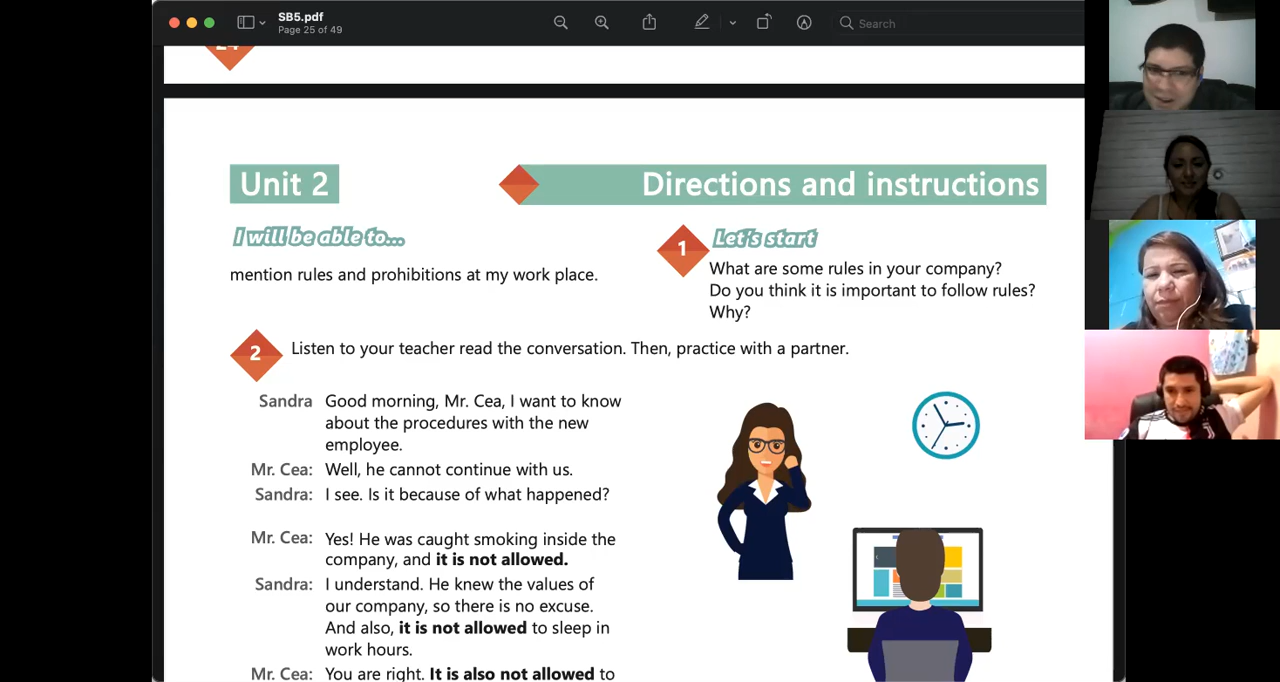 SB5.pdf
Page 25 of 49
Search
24
Unit 2
Directions and instructions
I will be able to...
mention rules and prohibitions at my work place.
1
Let's start
What are some rules in your company?
Do you think it is important to follow rules?
Why?
2
Listen to your teacher read the conversation. Then, practice with a partner.
Sandra Good morning, Mr. Cea, I want to know
about the procedures with the new
employee.
Mr. Cea: Well, he cannot continue with us.
Sandra: I see. Is it because of what happened?
Mr. Cea: Yes! He was caught smoking inside the
company, and it is not allowed.
Sandra: I understand. He knew the values of
our company, so there is no excuse.
And also, it is not allowed to sleep in
work hours.
Mr. Cea: You are right. It is also not allowed to